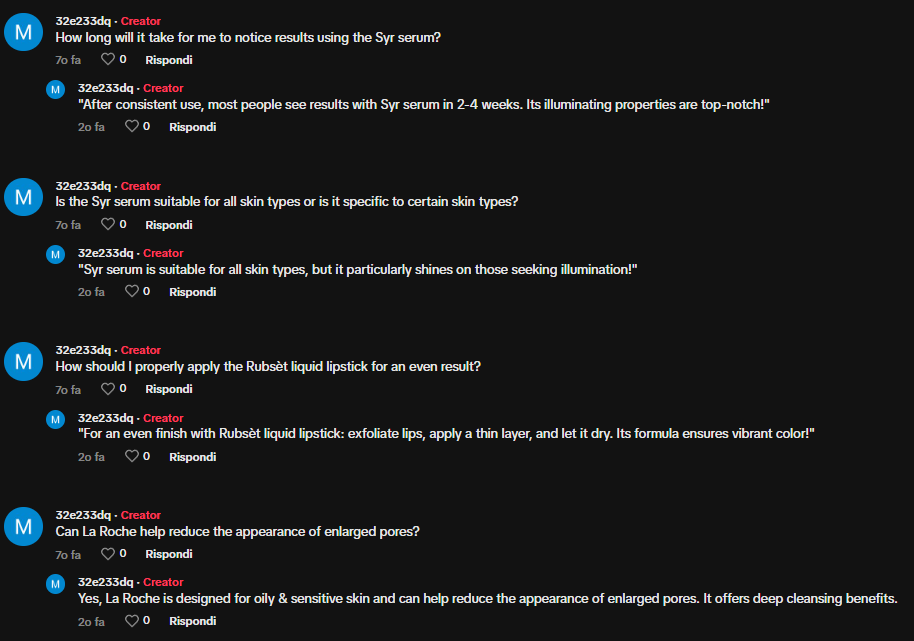 M
32e233dq · Creator
How long will it take for me to notice results using the Syr serum?
7o fa 0 Rispondi
M
32e233dq · Creator
"After consistent use, most people see results with Syr serum in 2-4 weeks. Its illuminating properties are top-notch!"
2o fa 0 Rispondi
M
32e233dq · Creator
Is the Syr serum suitable for all skin types or is it specific to certain skin types?
7o fa 0 Rispondi
M
32e233dq · Creator
"Syr serum is suitable for all skin types, but it particularly shines on those seeking illumination!"
2o fa 0 Rispondi
M
32e233dq · Creator
How should I properly apply the Rubsèt liquid lipstick for an even result?
7o fa 0 Rispondi
M
32e233dq · Creator
"For an even finish with Rubsèt liquid lipstick: exfoliate lips, apply a thin layer, and let it dry. Its formula ensures vibrant color!"
2o fa 0 Rispondi
M
32e233dq · Creator
Can La Roche help reduce the appearance of enlarged pores?
7o fa 0 Rispondi
M
32e233dq · Creator
Yes, La Roche is designed for oily & sensitive skin and can help reduce the appearance of enlarged pores. It offers deep cleansing benefits.
2o fa 0 Rispondi